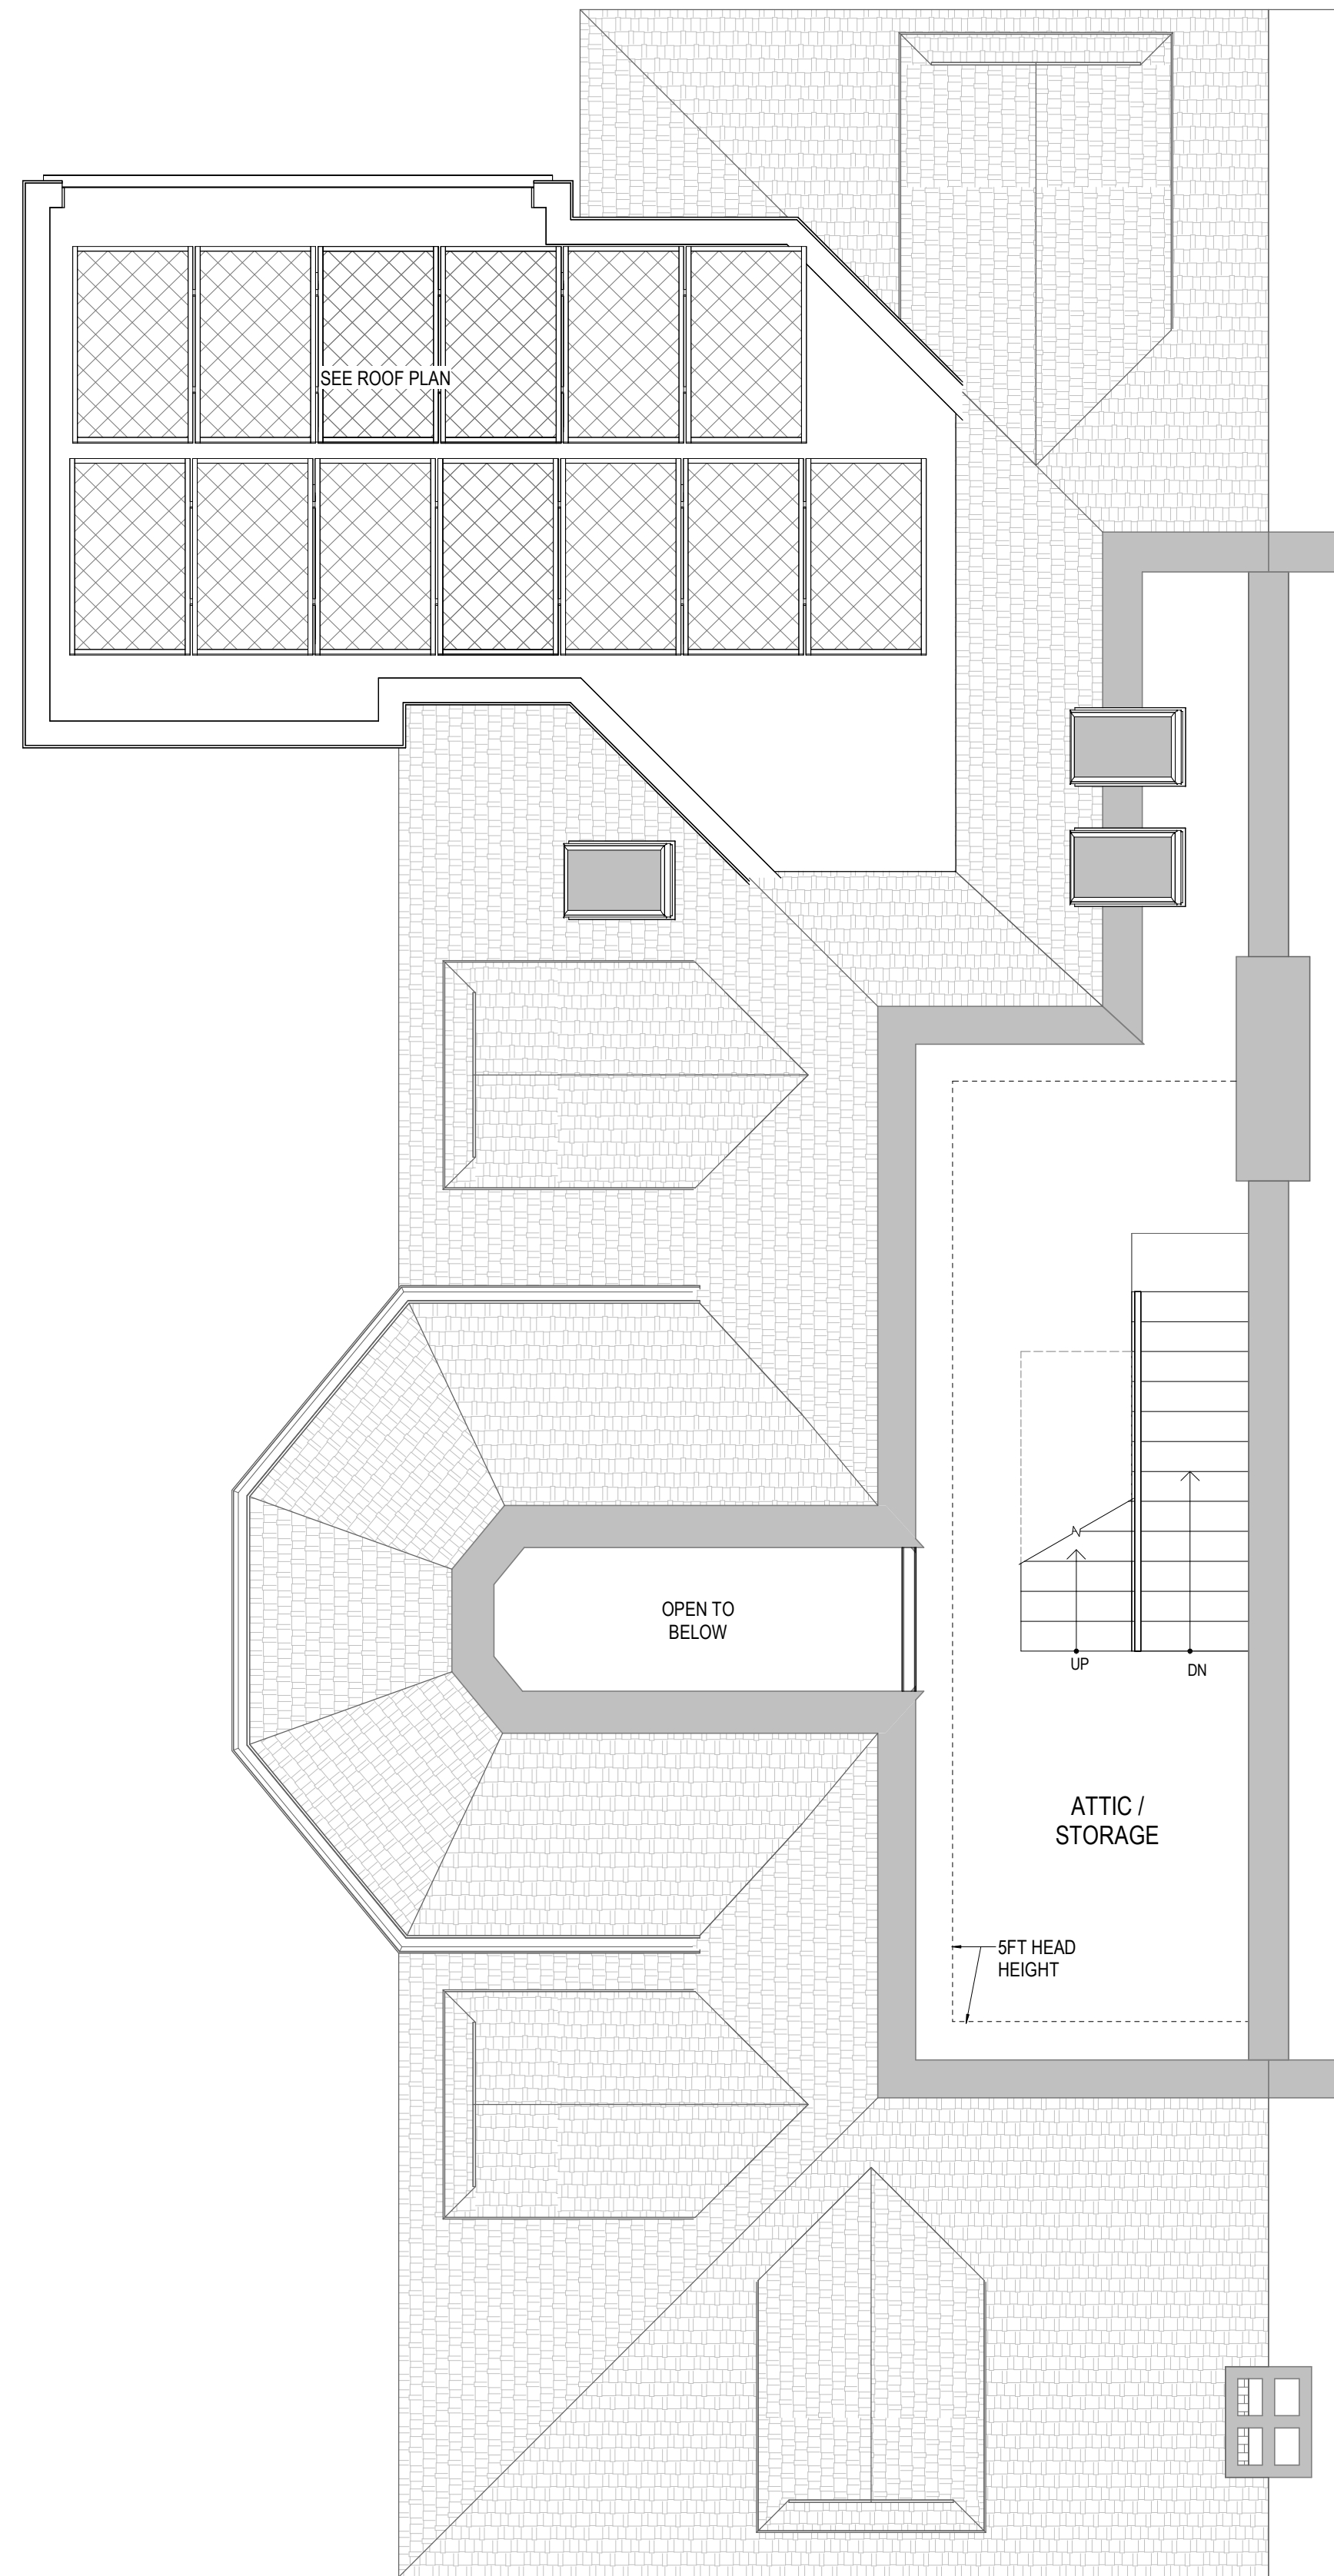 SEE ROOF PLAN
OPEN TO
BELOW
UP
DN
ATTIC /
STORAGE
5FT HEAD
HEIGHT